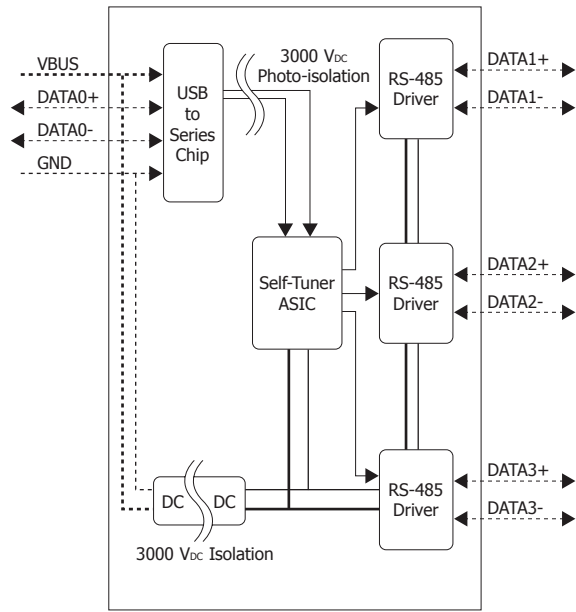 VBUS
DATA0+
DATA0-
GND
USB
to
Series
Chip
3000 VDC
Photo-isolation
RS-485
Driver
DATA1+
DATA1-
Self-Tuner
ASIC
RS-485
Driver
DATA2+
DATA2-
DC DC
3000 VDC Isolation
RS-485
Driver
DATA3+
DATA3-